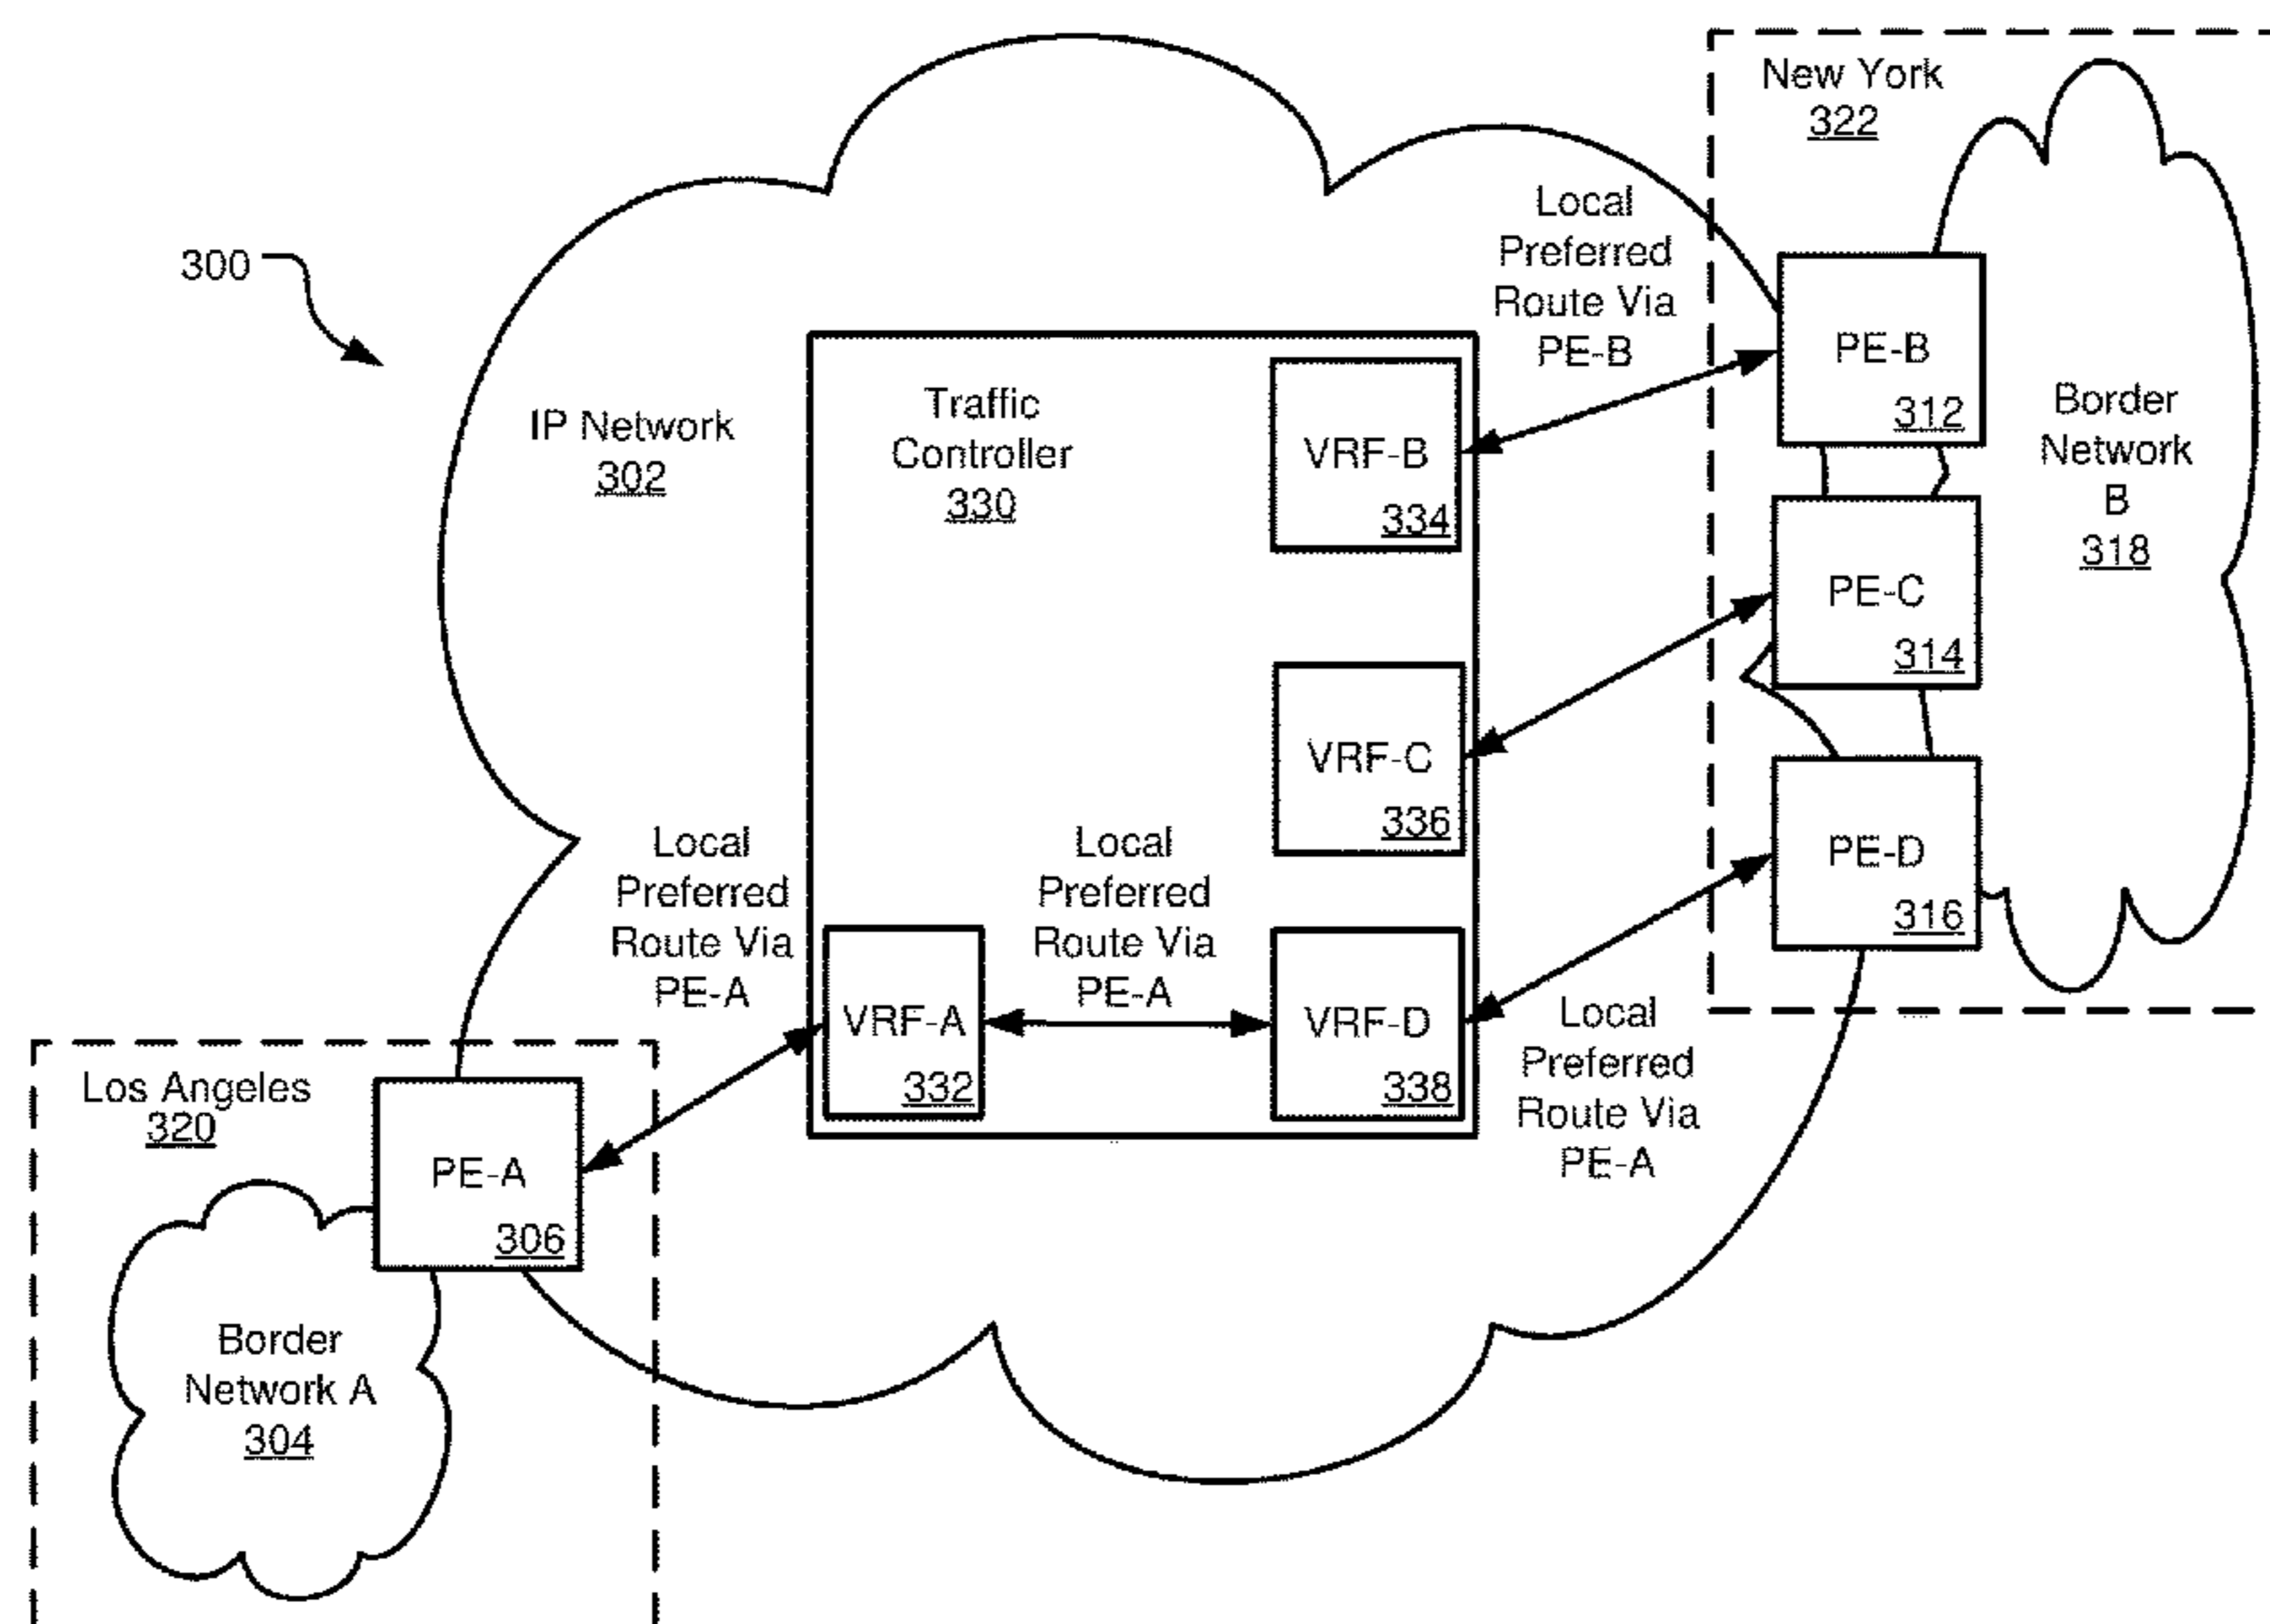 300
IP Network
302
Traffic
Controller
330
VRF-B
334
VRF-C
336
VRF-A
332
VRF-D
338
Local
Preferred
Route Via
PE-B
Local
Preferred
Route Via
PE-A
Local
Preferred
Route Via
PE-A
Local
Preferred
Route Via
PE-A
New York
322
PE-B
312
PE-C
314
PE-D
316
Border
Network
B
318
Los Angeles
320
PE-A
306
Border
Network A
304